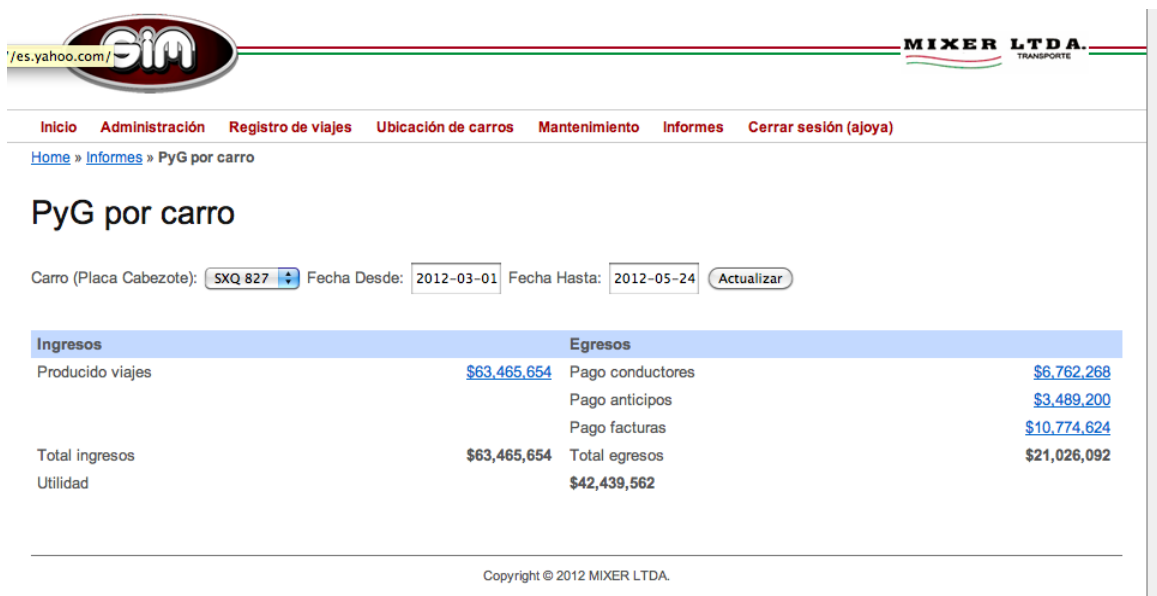 SiM
//es.yahoo.com/
MIXER LTDA.
TRANSPORTE
Inicio Administración Registro de viajes Ubicación de carros Mantenimiento Informes Cerrar sesión (ajoya)
Home » Informes » PyG por carro
PyG por carro
Carro (Placa Cabezote): SXQ 827 Fecha Desde: 2012-03-01 Fecha Hasta: 2012-05-24 Actualizar
Ingresos Egresos
Producido viajes $63,465,654 Pago conductores $6,762,268
Pago anticipos $3,489,200
Pago facturas $10,774,624
Total ingresos $63,465,654 Total egresos $21,026,092
Utilidad $42,439,562
Copyright © 2012 MIXER LTDA.